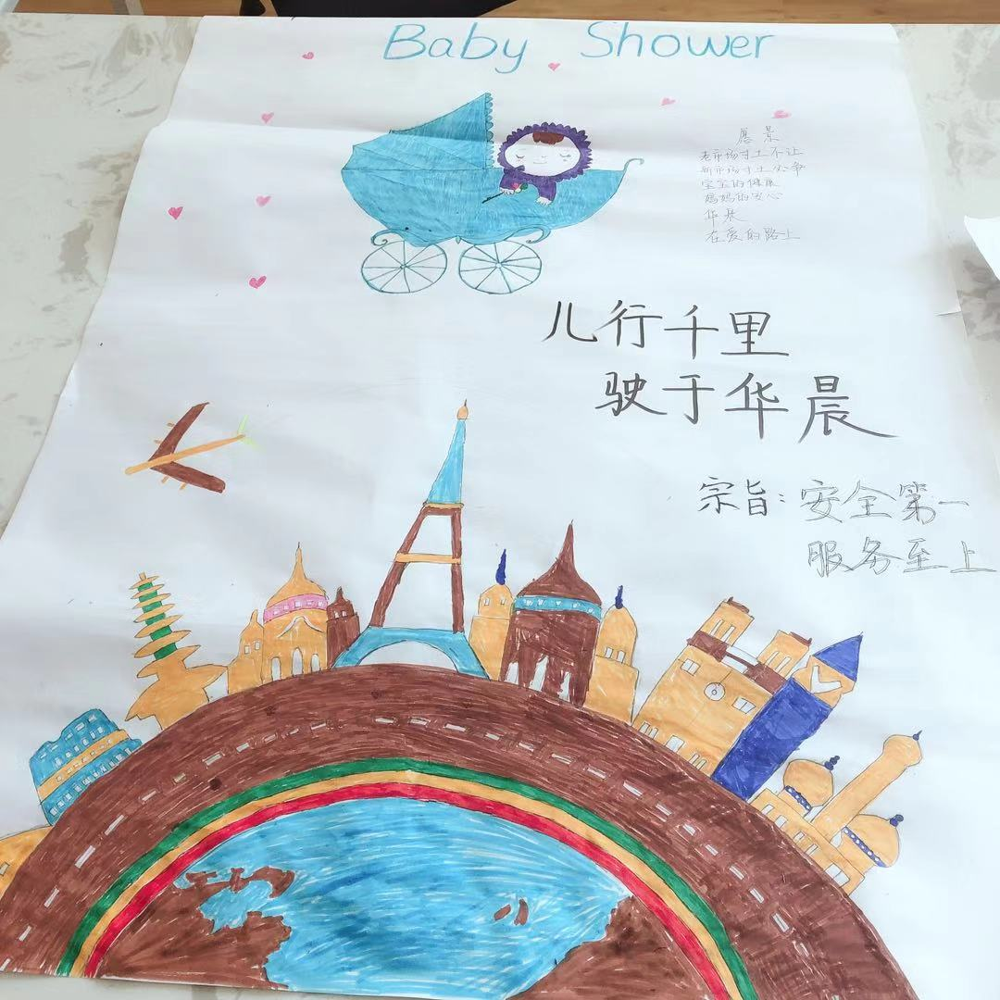 Baby Shower
愿景
老市场寸土不让
新市场寸土必争
宝宝的健康
妈妈的安心
华晨
在爱的路上
儿行千里
驶于华晨
宗旨：安全第一
服务至上